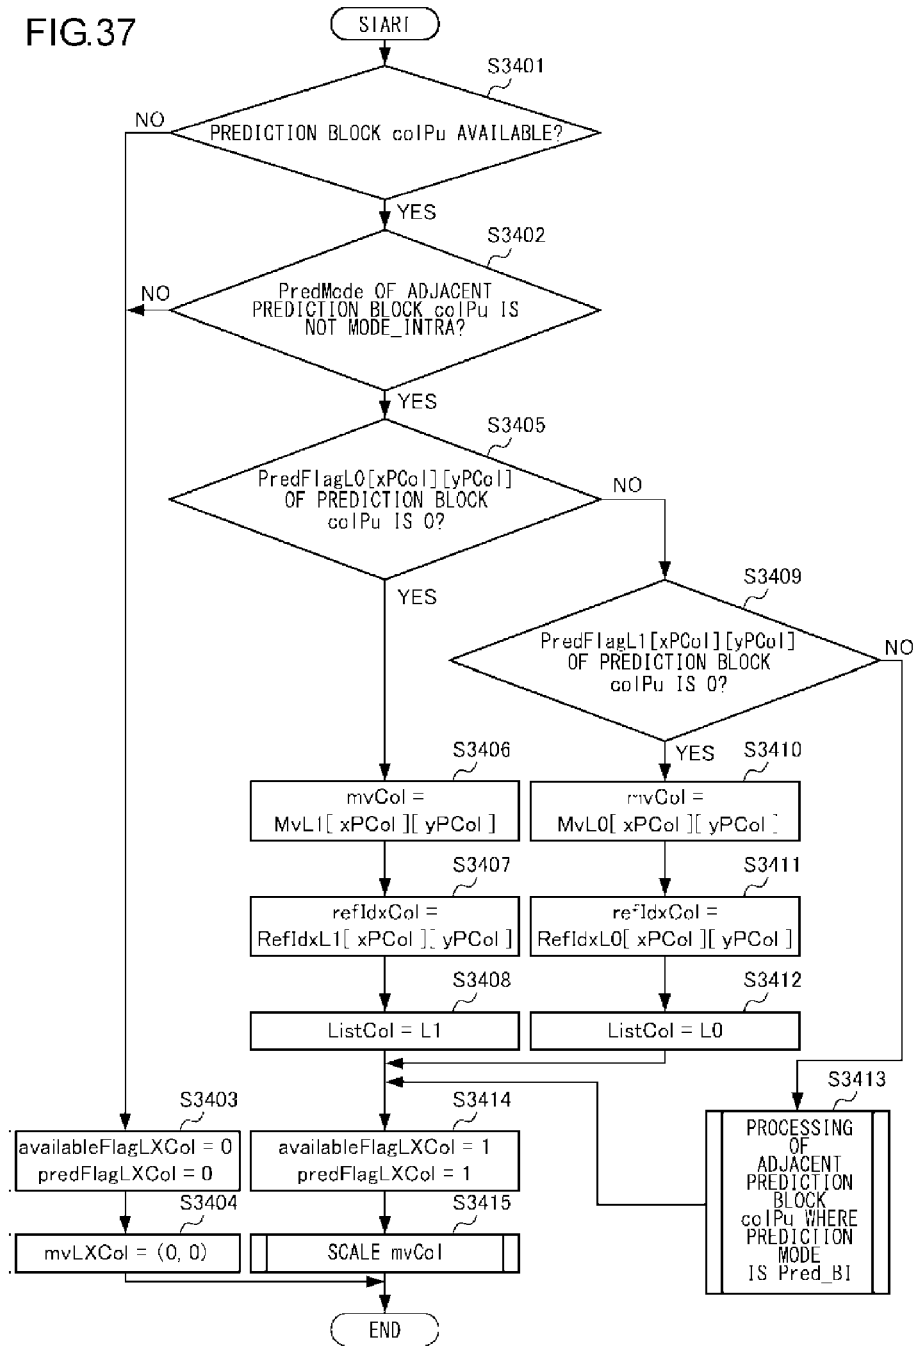 FIG.37
START
S3401
NO
PREDICTION BLOCK colPu AVAILABLE?
YES
S3402
NO
PredMode OF ADJACENT
PREDICTION BLOCK colPu IS
NOT MODE_INTRA?
YES
S3405
PredFlagL0[xPCol][yPCol]
OF PREDICTION BLOCK
colPu IS 0?
NO
YES
S3409
PredFlagL1[xPCol][yPCol]
OF PREDICTION BLOCK
colPu IS 0?
NO
YES
S3406
mvCol =
MvL1[ xPCol ][ yPCol ]
S3410
mvCol =
MvL0[ xPCol ][ yPCol ]
S3407
refIdxCol =
RefIdxL1[ xPCol ][ yPCol ]
S3411
refIdxCol =
RefIdxL0[ xPCol ][ yPCol ]
S3408
ListCol = L1
S3412
ListCol = L0
S3403
availableFlagLXCol = 0
predFlagLXCol = 0
S3414
availableFlagLXCol = 1
predFlagLXCol = 1
S3413
PROCESSING
OF
ADJACENT
PREDICTION
BLOCK
colPu WHERE
PREDICTION
MODE
IS Pred_BI
S3404
mvLXCol = (0, 0)
S3415
SCALE mvCol
END